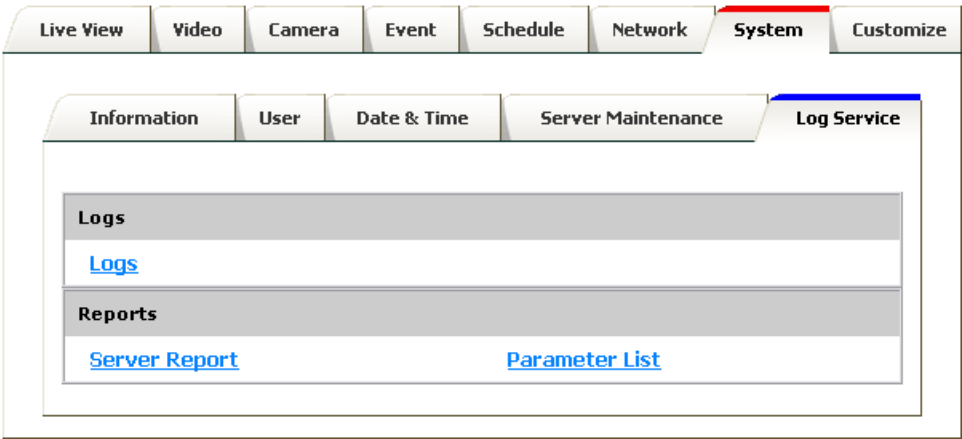 Live View Video Camera Event Schedule Network System Customize
Information User Date & Time Server Maintenance Log Service
Logs
Logs
Reports
Server Report Parameter List